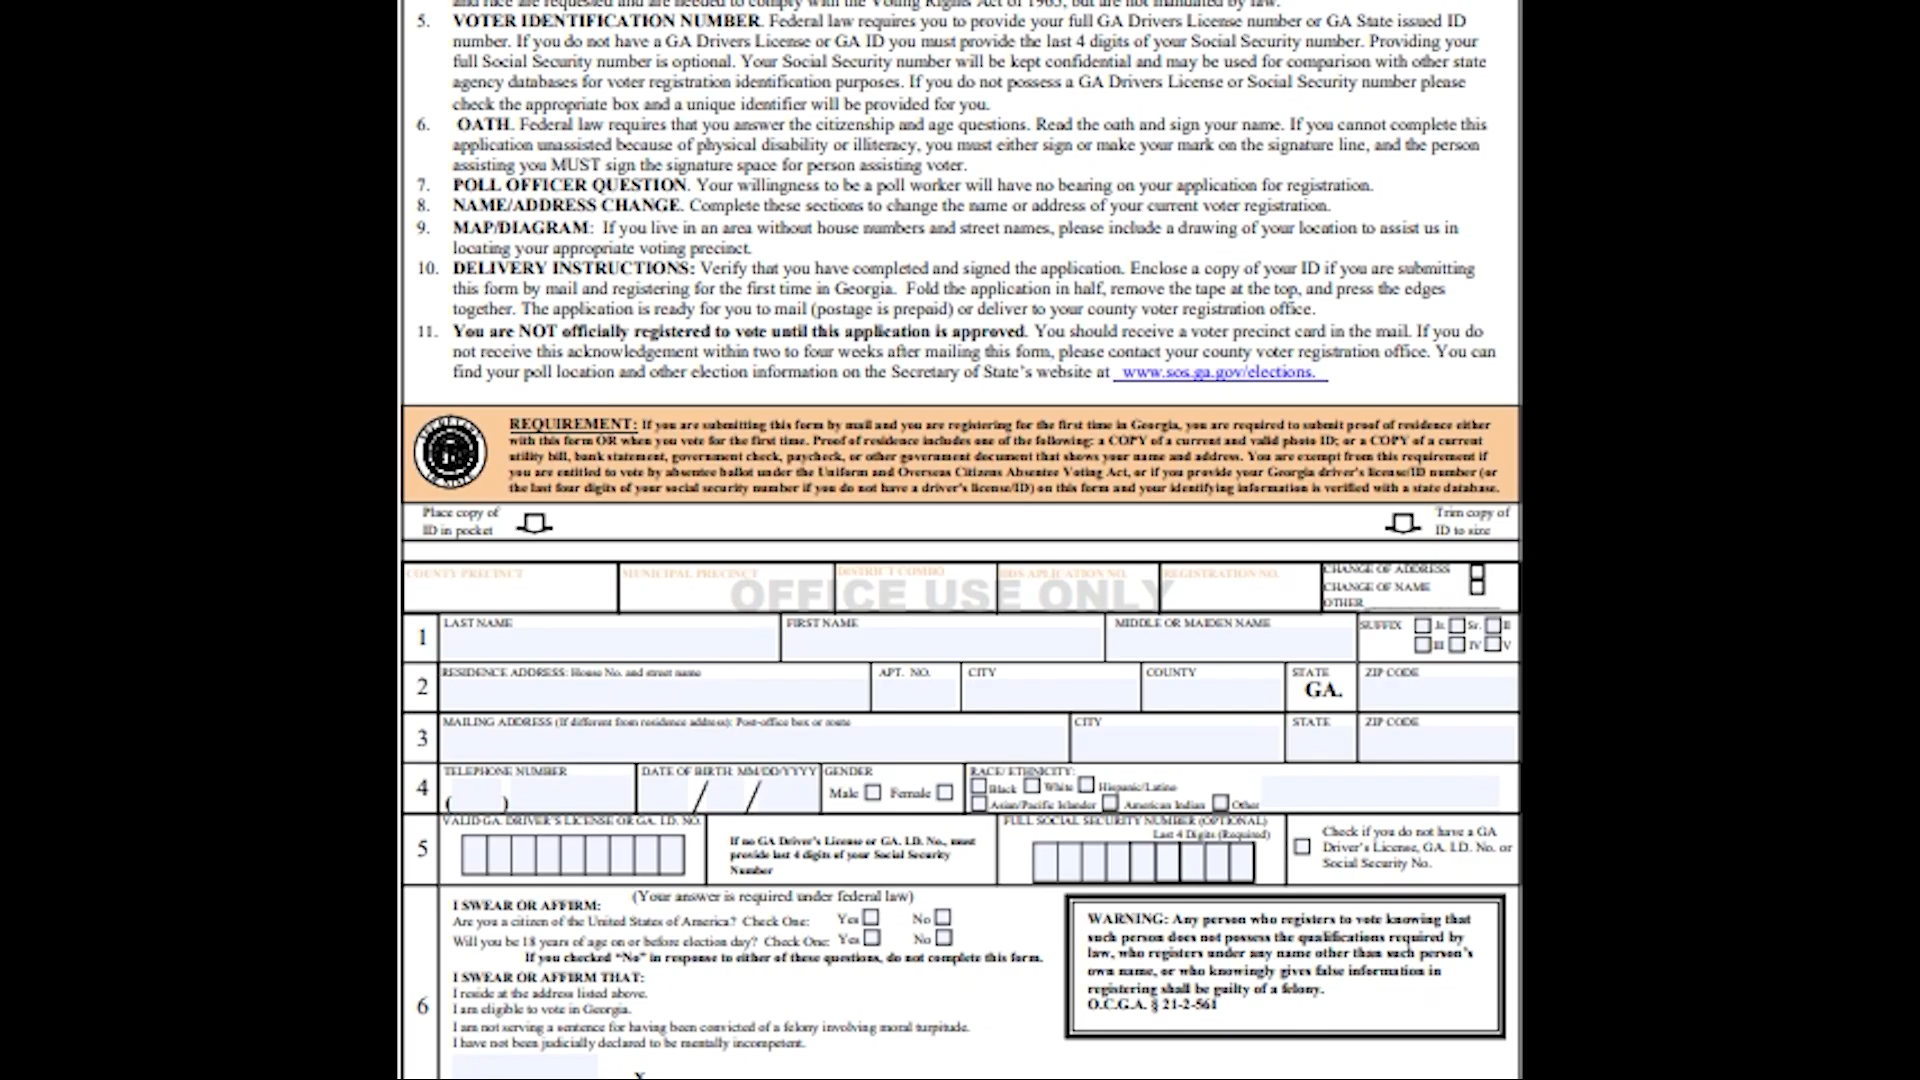 and race are requested and are needed to comply with the Voting Rights Act of 1965, but are not mandated by law.
5. VOTER IDENTIFICATION NUMBER. Federal law requires you to provide your full GA Drivers License number or GA State issued ID
number. If you do not have a GA Drivers License or GA ID you must provide the last 4 digits of your Social Security number. Providing your
full Social Security number is optional. Your Social Security number will be kept confidential and may be used for comparison with other state
agency databases for voter registration identification purposes. If you do not possess a GA Drivers License or Social Security number please
check the appropriate box and a unique identifier will be provided for you.
6. OATH. Federal law requires that you answer the citizenship and age questions. Read the oath and sign your name. If you cannot complete this
application unassisted because of physical disability or illiteracy, you must either sign or make your mark on the signature line, and the person
assisting you MUST sign the signature space for person assisting voter.
7. POLL OFFICER QUESTION. Your willingness to be a poll worker will have no bearing on your application for registration.
8. NAME/ADDRESS CHANGE. Complete these sections to change the name or address of your current voter registration.
9. MAP/DIAGRAM: If you live in an area without house numbers and street names, please include a drawing of your location to assist us in
locating your appropriate voting precinct.
10. DELIVERY INSTRUCTIONS: Verify that you have completed and signed the application. Enclose a copy of your ID if you are submitting
this form by mail and registering for the first time in Georgia. Fold the application in half, remove the tape at the top, and press the edges
together. The application is ready for you to mail (postage is prepaid) or deliver to your county voter registration office.
11. You are NOT officially registered to vote until this application is approved. You should receive a voter precinct card in the mail. If you do
not receive this acknowledgement within two to four weeks after mailing this form, please contact your county voter registration office. You can
find your poll location and other election information on the Secretary of State's website at www.sos.ga.gov/elections.
REQUIREMENT: If you are submitting this form by mail and you are registering for the first time in Georgia, you are required to submit proof of residence either
with this form OR when you vote for the first time. Proof of residence includes one of the following: a COPY of a current and valid photo ID; or a COPY of a current
utility bill, bank statement, government check, paycheck, or other government document that shows your name and address. You are exempt from this requirement if
you are entitled to vote by absentee ballot under the Uniform and Overseas Citizens Absentee Voting Act, or if you provide your Georgia driver's license/ID number (or
the last four digits of your social security number if you do not have a driver's license/ID) on this form and your identifying information is verified with a state database.
Place copy of
ID in pocket
Trim copy of
ID to size
COUNTY PRECINCT MUNICIPAL PRECINCT DISTRICT COMBO DDS APLICATION NO. REGISTRATION NO.
OFFICE USE ONLY
CHANGE OF ADDRESS
CHANGE OF NAME
OTHER
1 LAST NAME FIRST NAME MIDDLE OR MAIDEN NAME SUFFIX Jr. Sr. II
III IV V
2 RESIDENCE ADDRESS: House No. and street name APT. NO. CITY COUNTY STATE ZIP CODE
GA.
3 MAILING ADDRESS (If different from residence address): Post-office box or route CITY STATE ZIP CODE
4 TELEPHONE NUMBER DATE OF BIRTH: MM/DD/YYYY GENDER RACE/ ETHNICITY:
( ) / / Male Female Black White Hispanic/Latino
Asian/Pacific Islander American Indian Other
5 VALID GA. DRIVER'S LICENSE OR GA. I.D. NO.
If no GA Driver's License or GA. I.D. No., must
provide last 4 digits of your Social Security
Number
FULL SOCIAL SECURITY NUMBER (OPTIONAL)
Last 4 Digits (Required)
Check if you do not have a GA
Driver's License, GA. I.D. No. or
Social Security No.
6 I SWEAR OR AFFIRM: (Your answer is required under federal law)
Are you a citizen of the United States of America? Check One: Yes No
Will you be 18 years of age on or before election day? Check One: Yes No
If you checked “No” in response to either of these questions, do not complete this form.
I SWEAR OR AFFIRM THAT:
I reside at the address listed above.
I am eligible to vote in Georgia.
I am not serving a sentence for having been convicted of a felony involving moral turpitude.
I have not been judicially declared to be mentally incompetent.
X
WARNING: Any person who registers to vote knowing that
such person does not possess the qualifications required by
law, who registers under any name other than such person's
own name, or who knowingly gives false information in
registering shall be guilty of a felony.
O.C.G.A. § 21-2-561